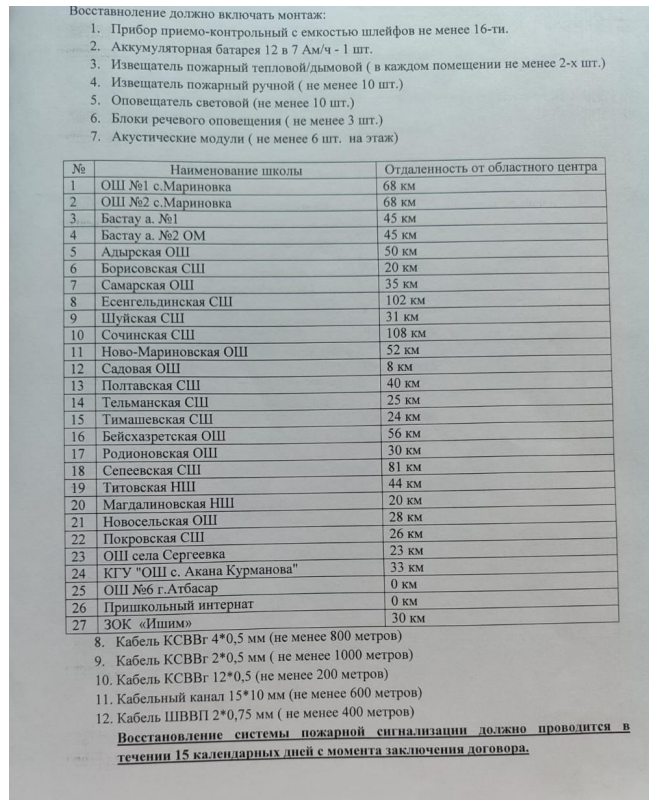 Восставноление должно включать монтаж:
1. Прибор приемо-контрольный с емкостью шлейфов не менее 16-ти.
2. Аккумуляторная батарея 12 в 7 Ам/ч - 1 шт.
3. Извещатель пожарный тепловой/дымовой ( в каждом помещении не менее 2-х шт.)
4. Извещатель пожарный ручной ( не менее 10 шт.)
5. Оповещатель световой (не менее 10 шт.)
6. Блоки речевого оповещения ( не менее 3 шт.)
7. Акустические модули ( не менее 6 шт. на этаж)
№ Наименование школы Отдаленность от областного центра
1 ОШ №1 с.Мариновка 68 км
2 ОШ №2 с.Мариновка 68 км
3 Бастау а. №1 45 км
4 Бастау а. №2 ОМ 45 км
5 Адырская ОШ 50 км
6 Борисовская СШ 20 км
7 Самарская ОШ 35 км
8 Есенгельдинская СШ 102 км
9 Шуйская СШ 31 км
10 Сочинская СШ 108 км
11 Ново-Мариновская ОШ 52 км
12 Садовая ОШ 8 км
13 Полтавская СШ 40 км
14 Тельманская СШ 25 км
15 Тимашевская СШ 24 км
16 Бейсхазретская ОШ 56 км
17 Родионовская ОШ 30 км
18 Сепеевская СШ 81 км
19 Титовская НШ 44 км
20 Магдалиновская НШ 20 км
21 Новосельская ОШ 28 км
22 Покровская СШ 26 км
23 ОШ села Сергеевка 23 км
24 КГУ "ОШ с. Акана Курманова" 33 км
25 ОШ №6 г.Атбасар 0 км
26 Пришкольный интернат 0 км
27 ЗОК «Ишим» 30 км
8. Кабель КСВВг 4*0,5 мм (не менее 800 метров)
9. Кабель КСВВг 2*0,5 мм ( не менее 1000 метров)
10. Кабель КСВВг 12*0,5 (не менее 200 метров)
11. Кабельный канал 15*10 мм (не менее 600 метров)
12. Кабель ШВВП 2*0,75 мм ( не менее 400 метров)
Восстановление системы пожарной сигнализации должно проводится в
течении 15 календарных дней с момента заключения договора.